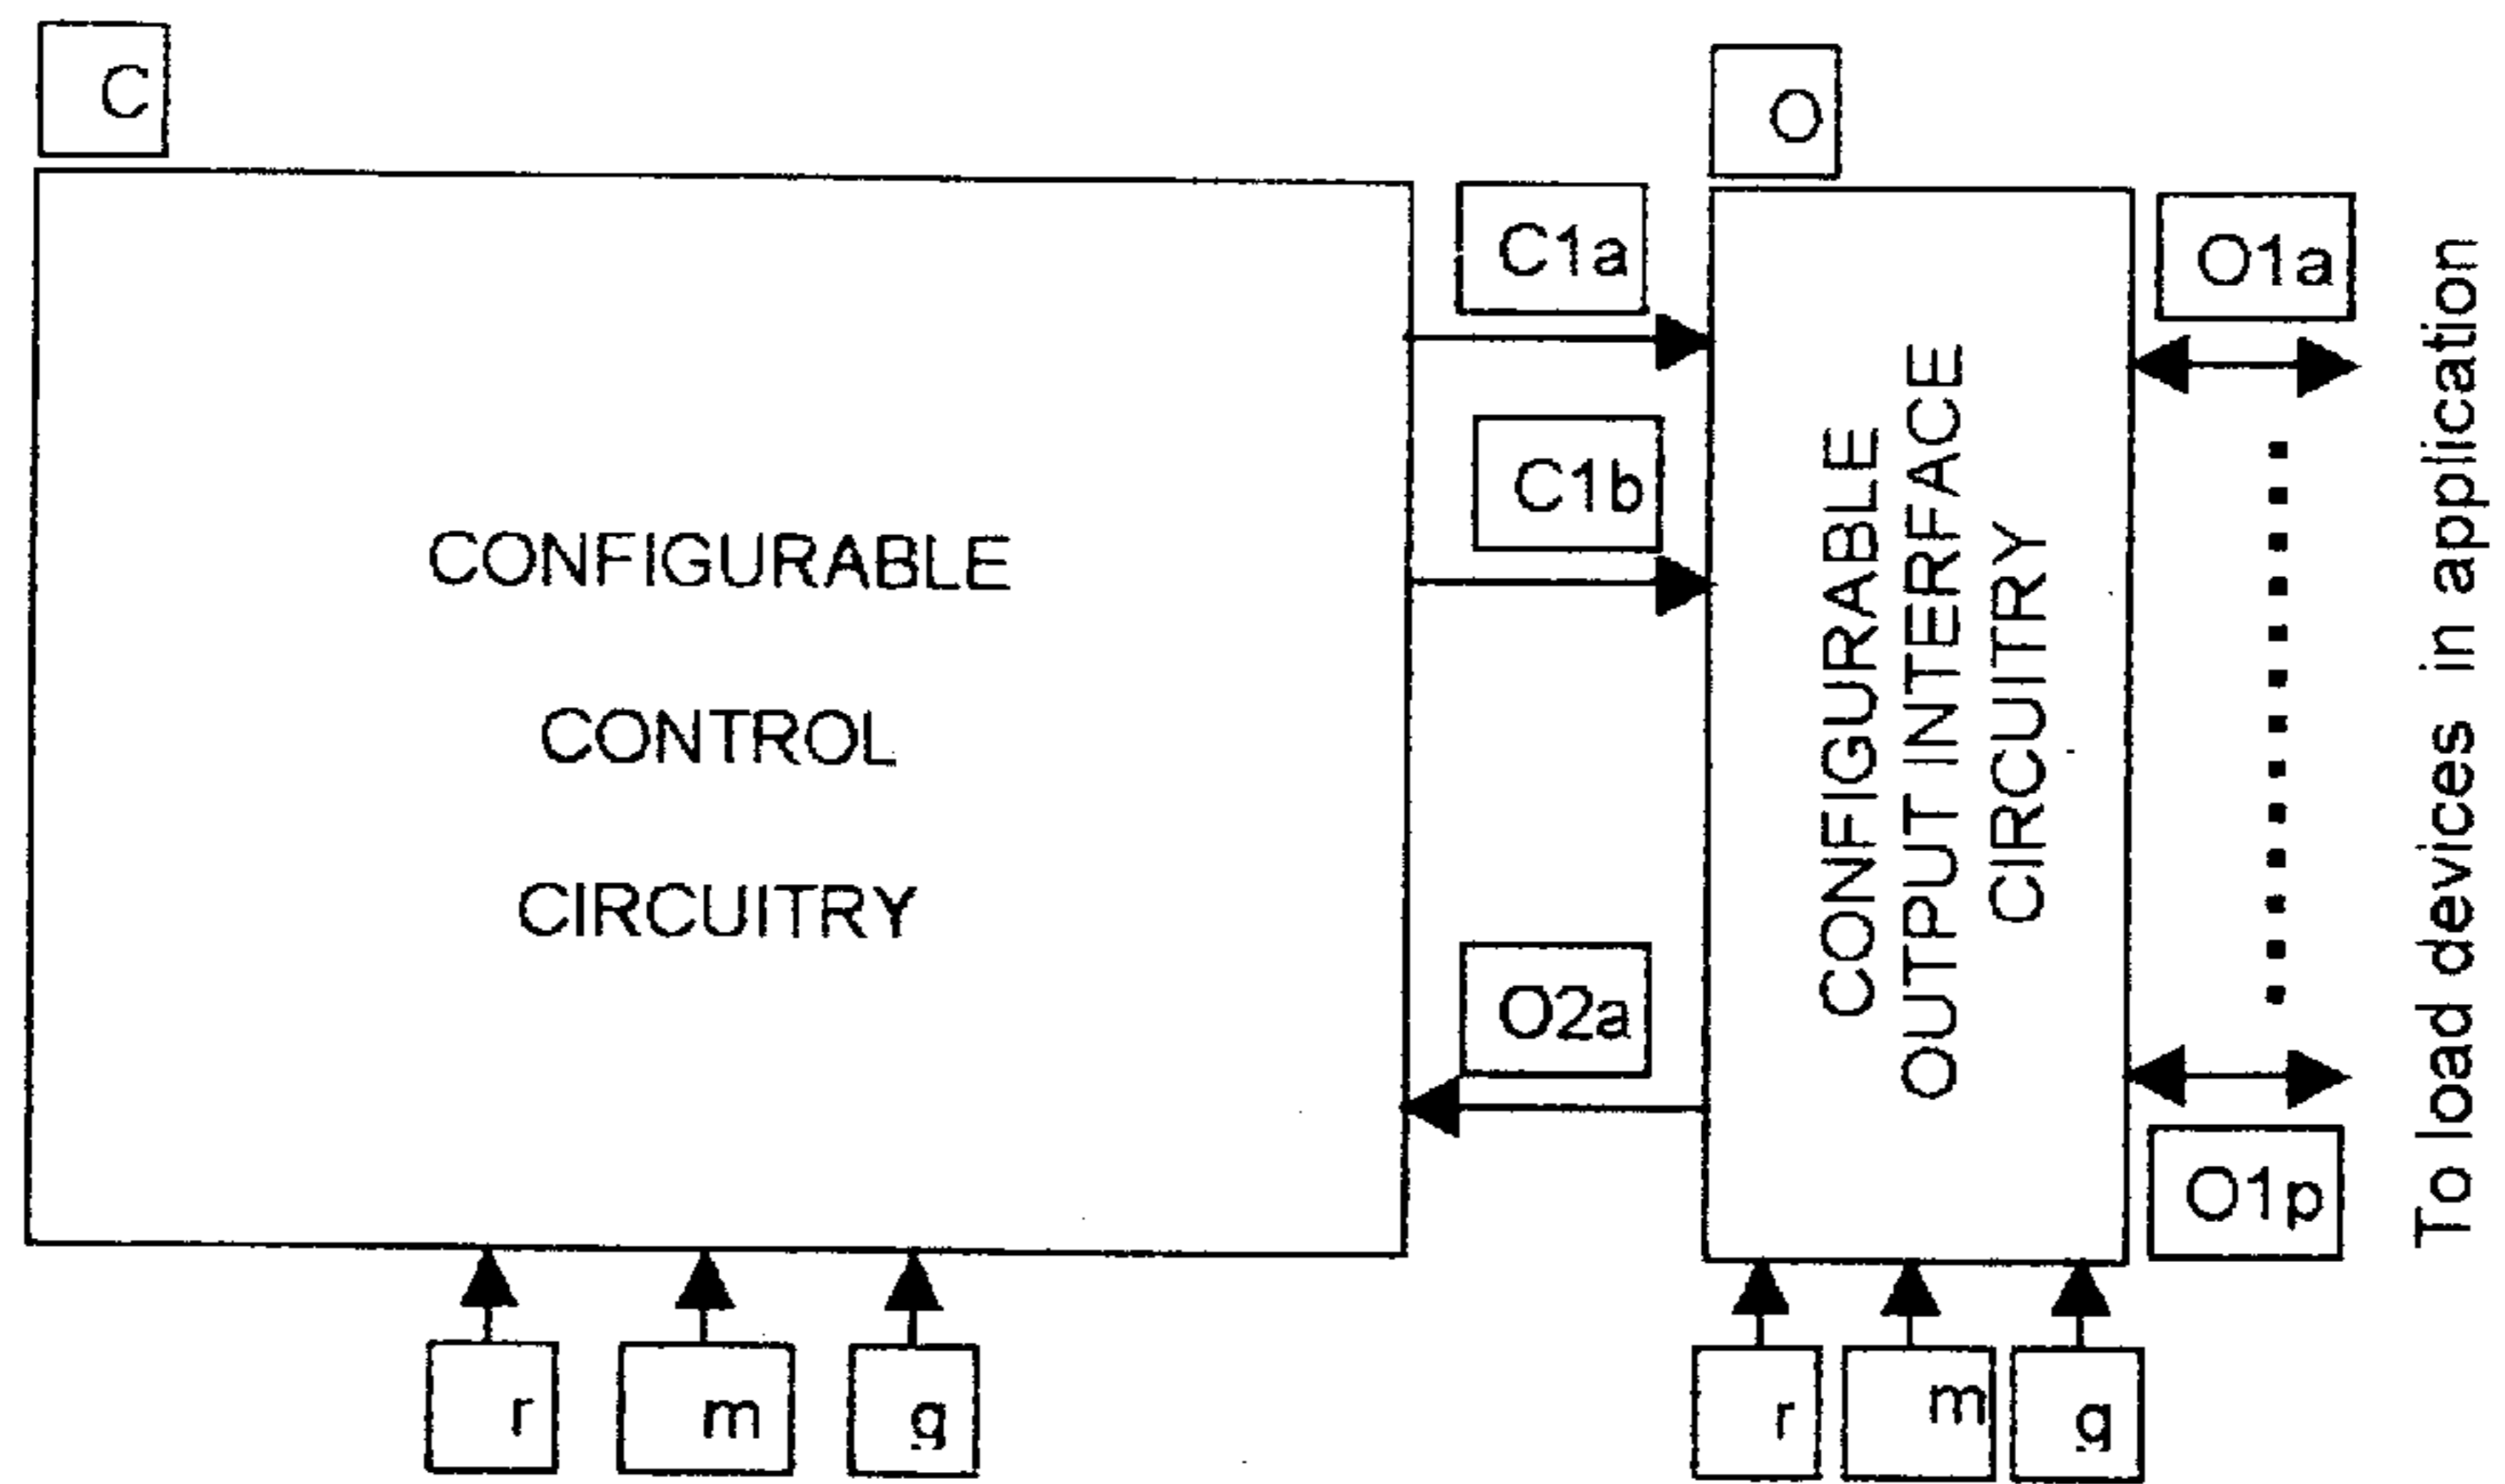 C
O
C1a
O1a
C1b
CONFIGURABLE
CONTROL
CIRCUITRY
CONFIGURABLE
OUTPUT INTERFACE
CIRCUITRY
To load devices in application
O2a
O1p
r
m
g
r
m
g